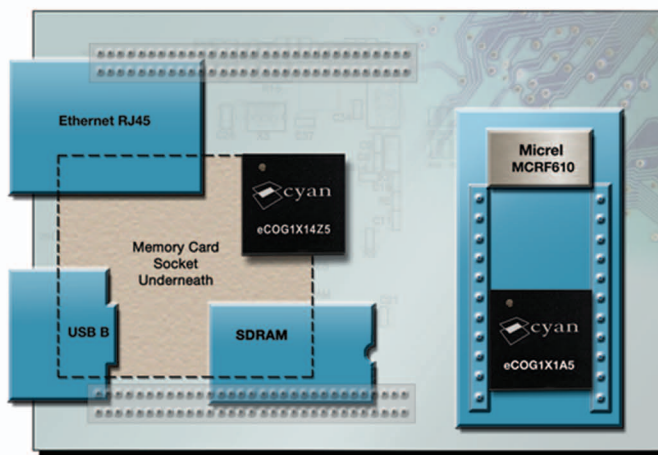 Ethernet RJ45
Micrel
MCRF610
cyan
eCOG1X14Z5
Memory Card
Socket
Underneath
USB B
SDRAM
cyan
eCOG1X1A5